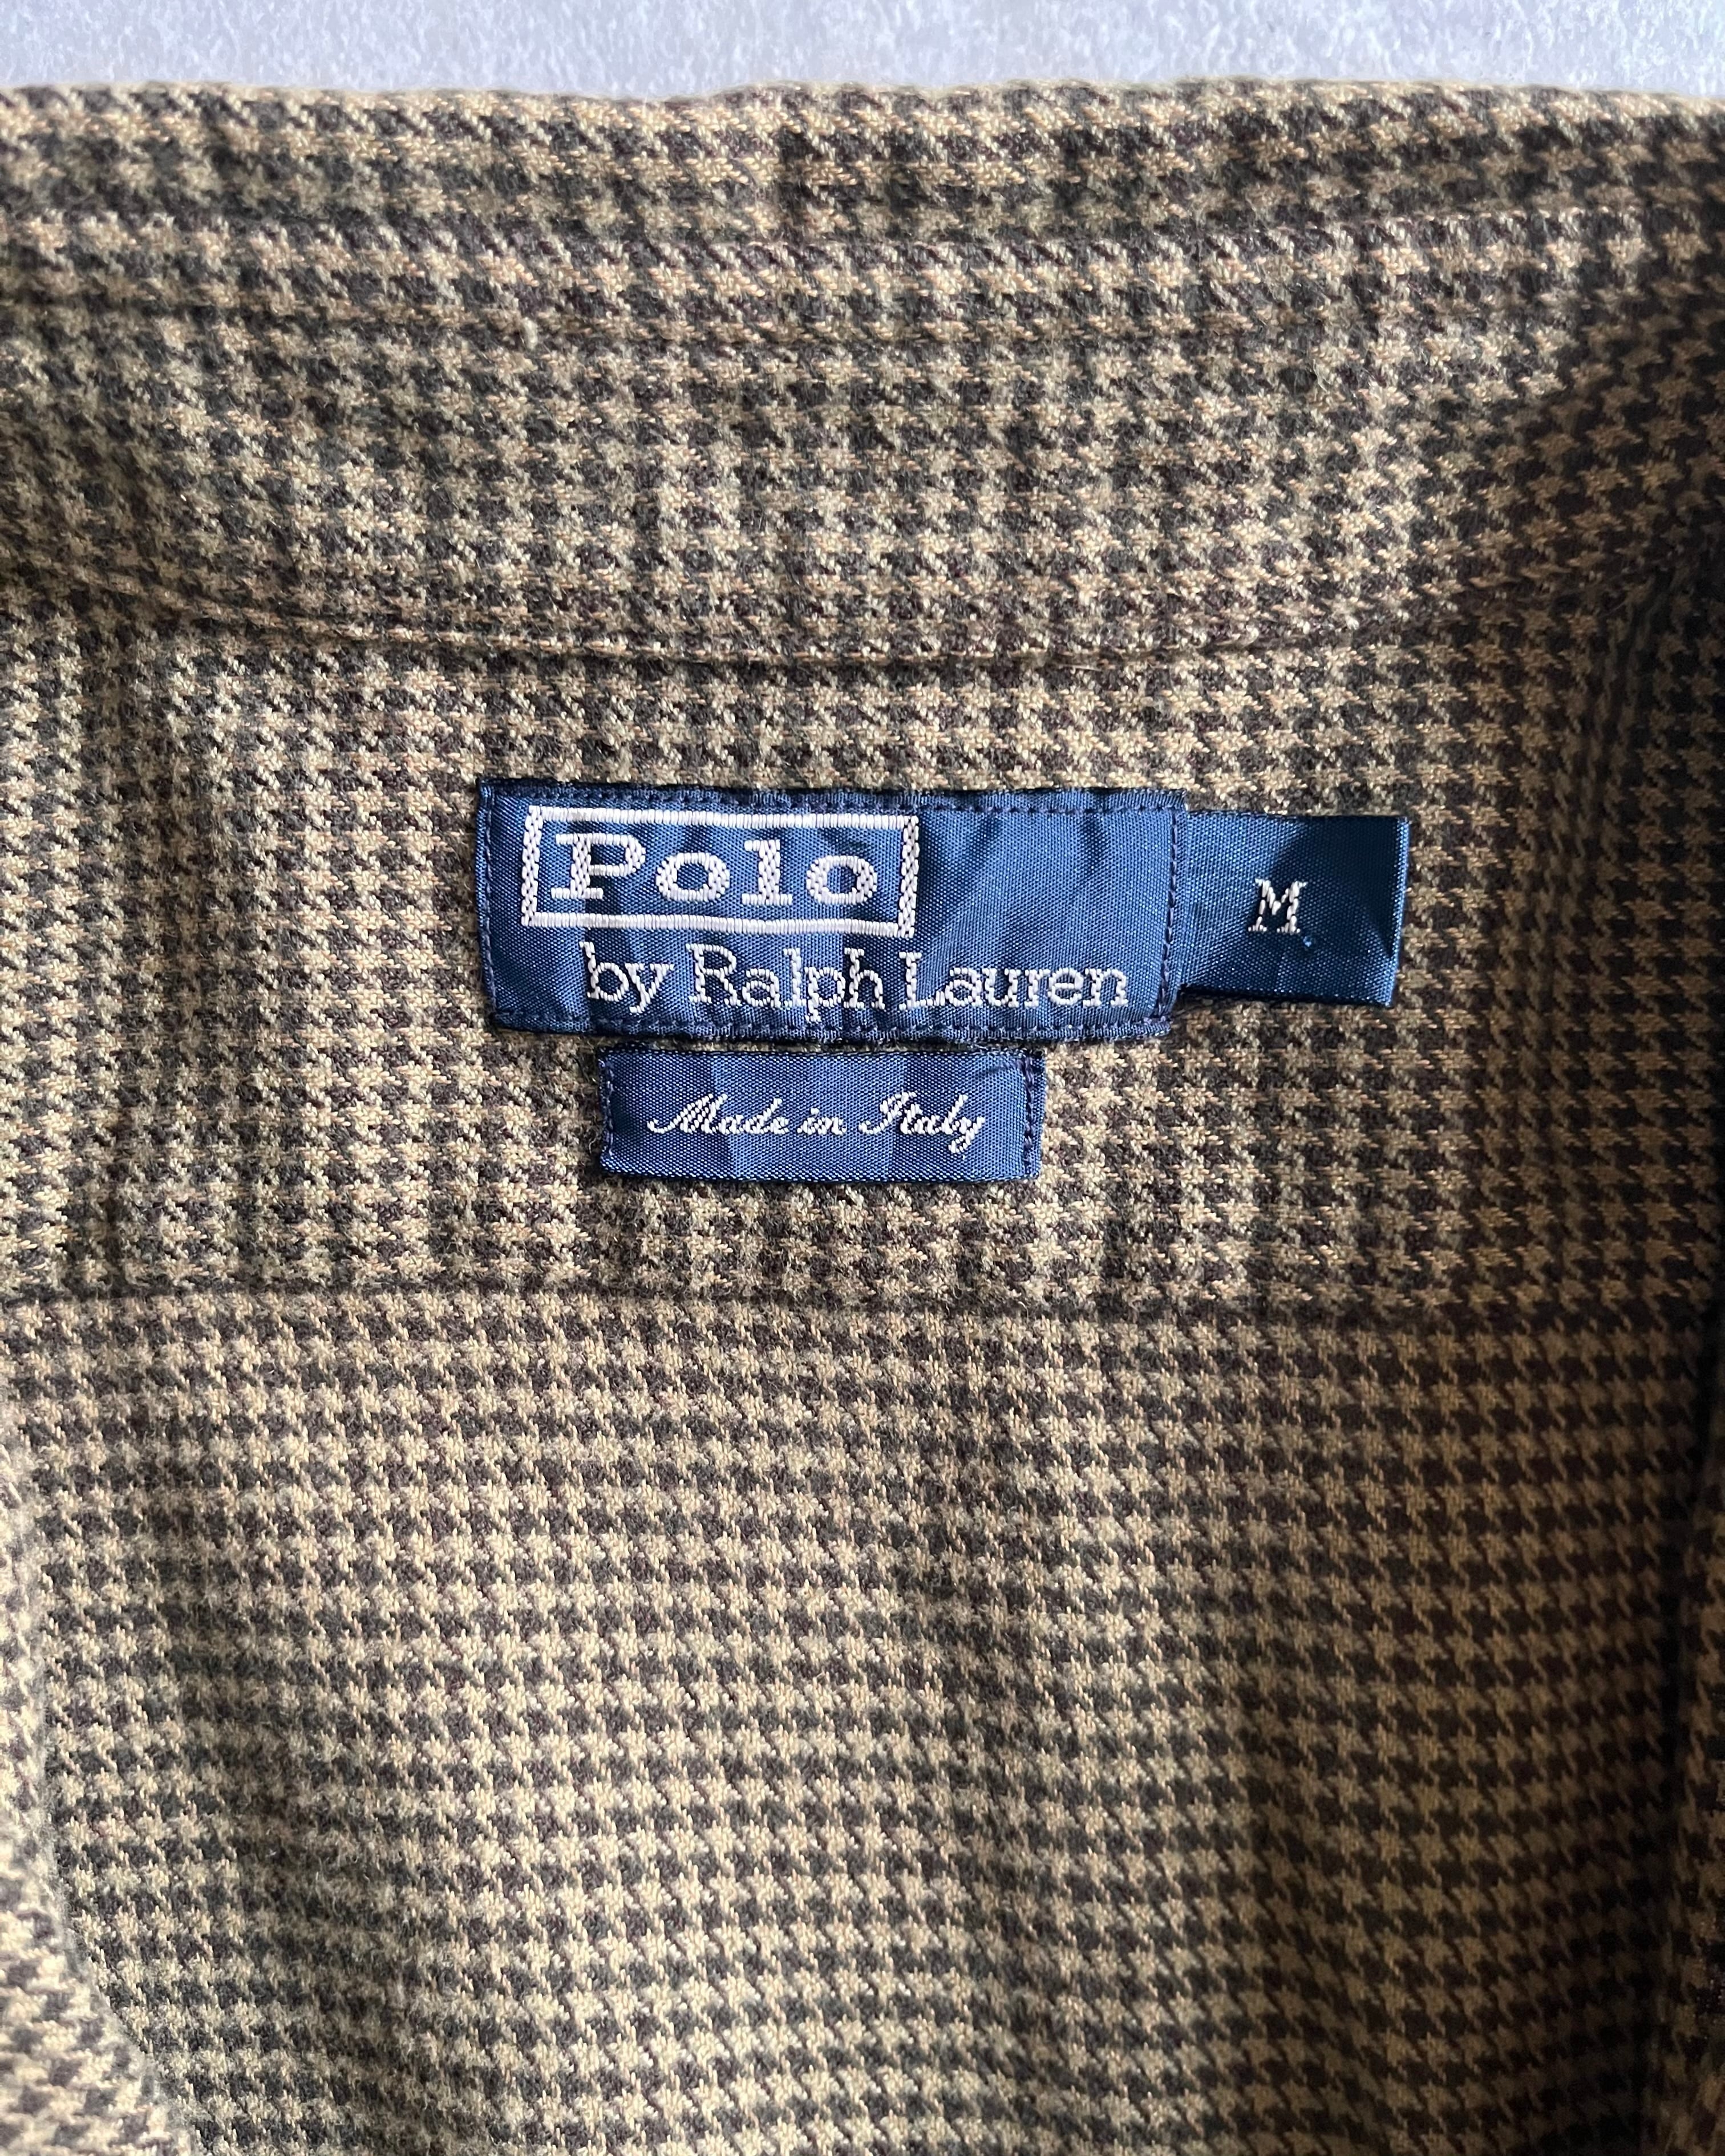 Polo
by Ralph Lauren
M
Made in Italy